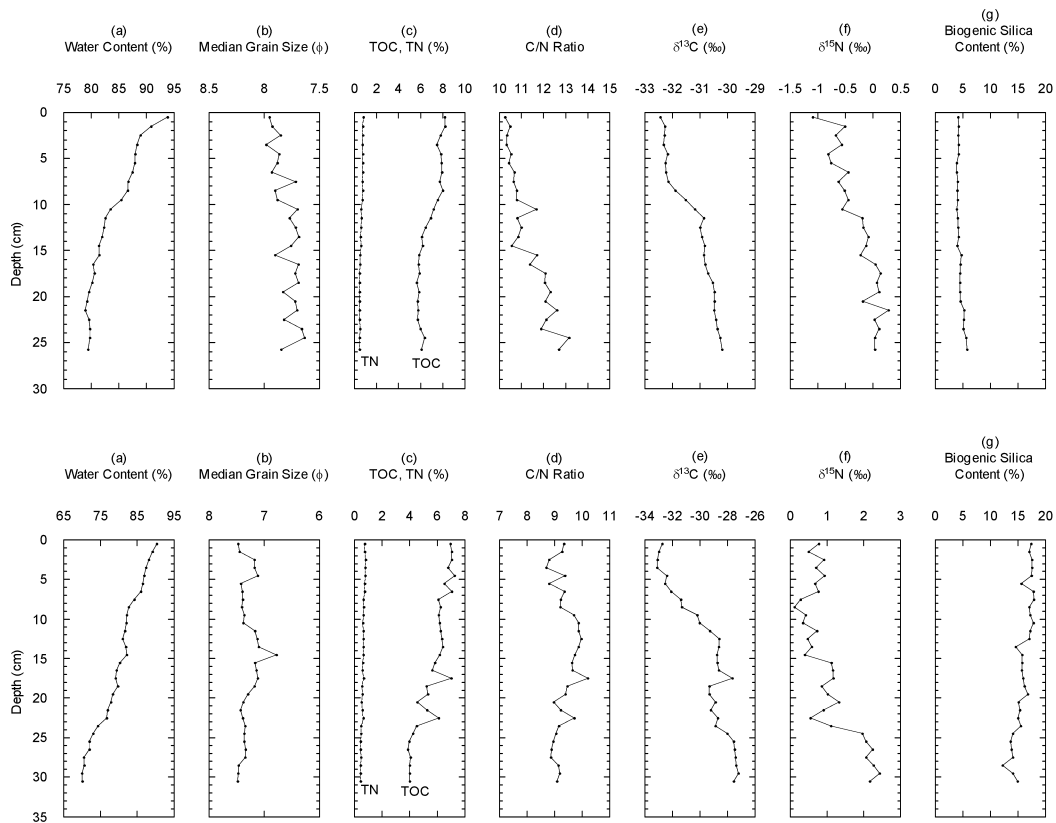 (a)
Water Content (%)
(b)
Median Grain Size (ϕ)
(c)
TOC, TN (%)
(d)
C/N Ratio
(e)
δ13C (‰)
(f)
δ15N (‰)
(g)
Biogenic Silica
Content (%)
75 80 85 90 95
8.5 8 7.5
0 2 4 6 8 10
10 11 12 13 14 15
-33 -32 -31 -30 -29
-1.5 -1 -0.5 0 0.5
0 5 10 15 20
0
5
10
15
20
25
30
Depth (cm)
TN
TOC
(a)
Water Content (%)
(b)
Median Grain Size (ϕ)
(c)
TOC, TN (%)
(d)
C/N Ratio
(e)
δ13C (‰)
(f)
δ15N (‰)
(g)
Biogenic Silica
Content (%)
65 75 85 95
8 7 6
0 2 4 6 8
7 8 9 10 11
-34 -32 -30 -28 -26
0 1 2 3
0 5 10 15 20
0
5
10
15
20
25
30
35
Depth (cm)
TN
TOC